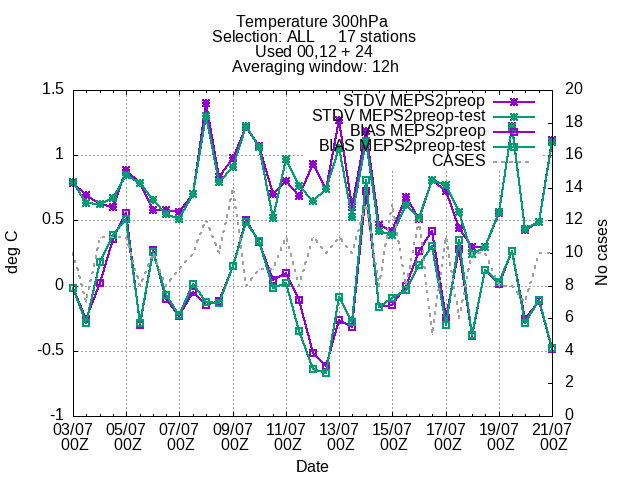 Temperature 300hPa
Selection: ALL 17 stations
Used 00,12 + 24
Averaging window: 12h
STDV MEPS2preop
STDV MEPS2preop-test
BIAS MEPS2preop
BIAS MEPS2preop-test
CASES
deg C
1.5
1
0.5
0
-0.5
-1
No cases
20
18
16
14
12
10
8
6
4
2
0
03/07 05/07 07/07 09/07 11/07 13/07 15/07 17/07 19/07 21/07
00Z 00Z 00Z 00Z 00Z 00Z 00Z 00Z 00Z 00Z
Date